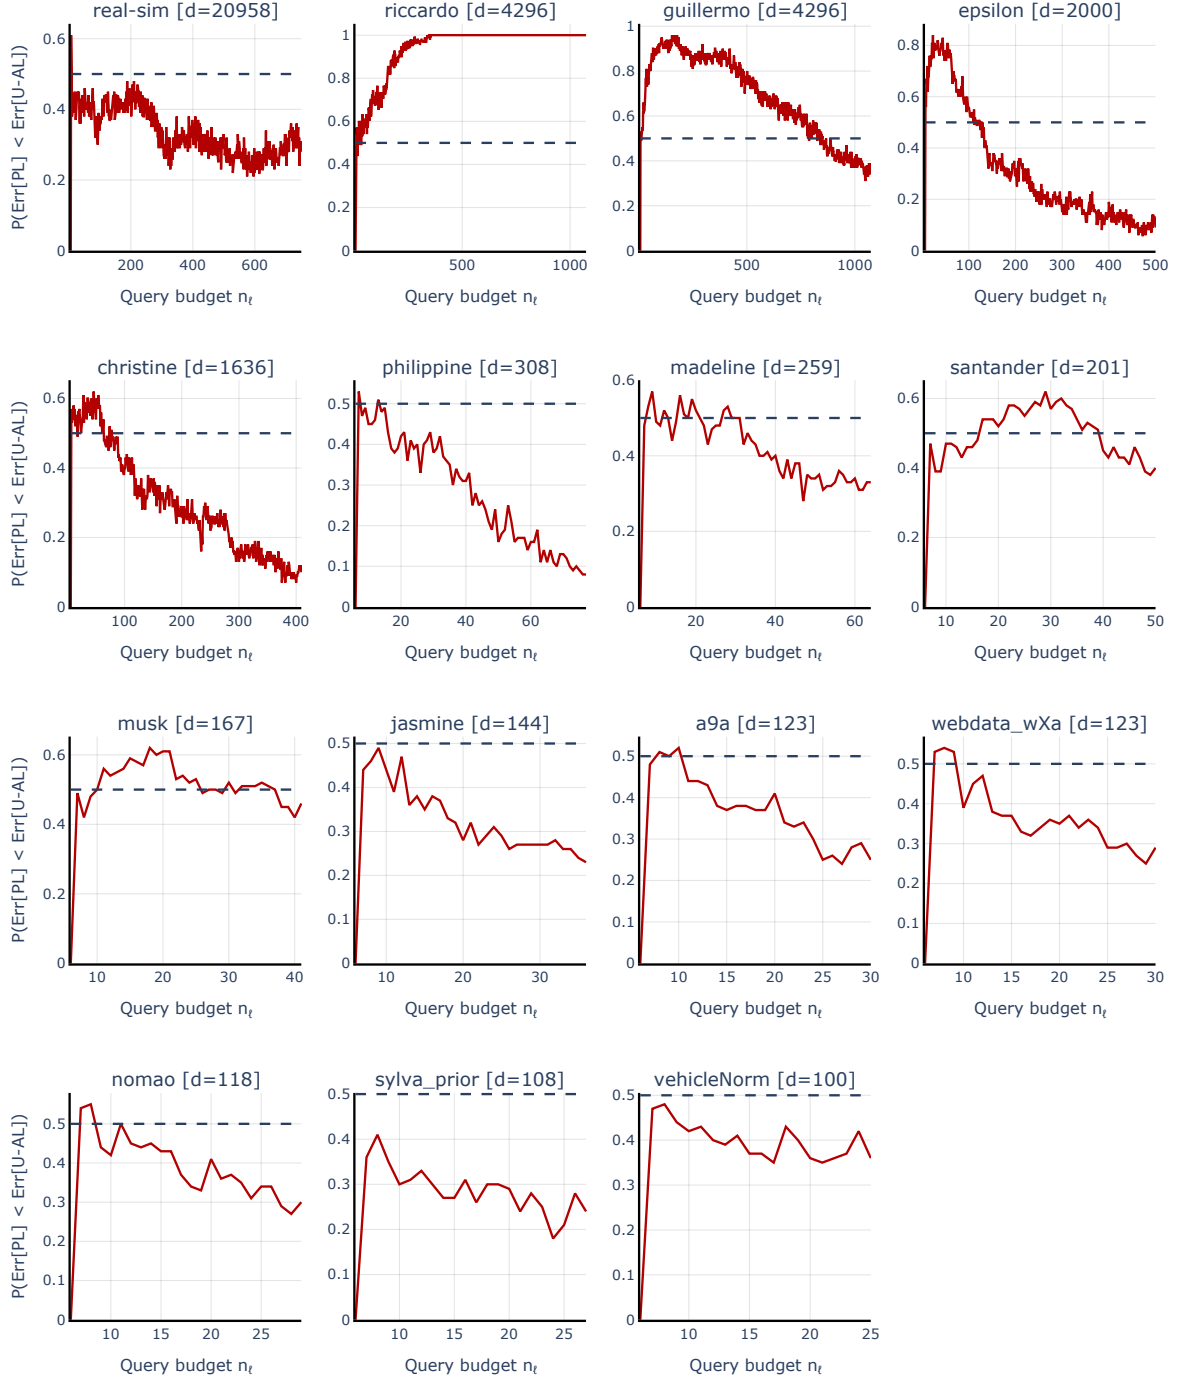 real-sim [d=20958]
riccardo [d=4296]
guillermo [d=4296]
epsilon [d=2000]
P(Err[PL] < Err[U-AL])
0 0.2 0.4 0.6
200 400 600
0 0.2 0.4 0.6 0.8 1
500 1000
0 0.2 0.4 0.6 0.8 1
500 1000
0 0.2 0.4 0.6 0.8
100 200 300 400 500
Query budget nℓ
Query budget nℓ
Query budget nℓ
Query budget nℓ
christine [d=1636]
philippine [d=308]
madeline [d=259]
santander [d=201]
P(Err[PL] < Err[U-AL])
0 0.2 0.4 0.6
100 200 300 400
0 0.1 0.2 0.3 0.4 0.5
20 40 60
0 0.1 0.2 0.3 0.4 0.5 0.6
20 40 60
0 0.2 0.4 0.6
10 20 30 40 50
Query budget nℓ
Query budget nℓ
Query budget nℓ
Query budget nℓ
musk [d=167]
jasmine [d=144]
a9a [d=123]
webdata_wXa [d=123]
P(Err[PL] < Err[U-AL])
0 0.2 0.4 0.6
10 20 30 40
0 0.1 0.2 0.3 0.4 0.5
10 20 30
0 0.1 0.2 0.3 0.4 0.5
10 15 20 25 30
0 0.1 0.2 0.3 0.4 0.5
10 15 20 25 30
Query budget nℓ
Query budget nℓ
Query budget nℓ
Query budget nℓ
nomao [d=118]
sylva_prior [d=108]
vehicleNorm [d=100]
P(Err[PL] < Err[U-AL])
0 0.1 0.2 0.3 0.4 0.5
10 15 20 25
0 0.1 0.2 0.3 0.4 0.5
10 15 20 25
0 0.1 0.2 0.3 0.4 0.5
10 15 20 25
Query budget nℓ
Query budget nℓ
Query budget nℓ